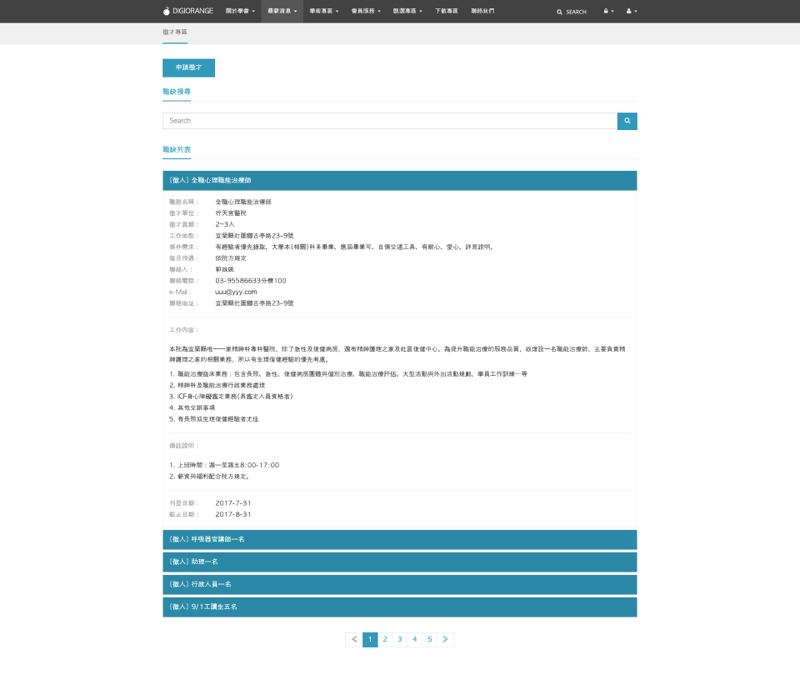 DIGIORANGE 關於學會 最新消息 學術專區 會員服務 甄選專區 下載專區 聯絡我們 SEARCH
徵才專區
申請徵才
職缺搜尋
Search
職缺列表
[徵人] 全職心理職能治療師
職務名稱： 全職心理職能治療師
徵才單位： 行天宮醫院
徵才員額： 2~3人
工作地點： 宜蘭縣壯圍鄉古亭路23-9號
條件需求： 有經驗者優先錄取、大學本(相關)科系畢業、應屆畢業可、自備交通工具、有耐心、愛心、詳見說明。
每月待遇： 依院方規定
聯絡人：
聯絡電話： 03-95586633分機100
e-Mail： uuu@yyy.com
聯絡地址： 宜蘭縣壯圍鄉古亭路23-9號
工作內容：
本院為宜蘭縣唯一一家精神科專科醫院，除了急性及復健病房，還有精神護理之家及社區復健中心。為提升職能治療的服務品質，故增設一名職能治療師，主要負責精
神護理之家的相關業務，所以有生理復健經驗的優先考慮。
1. 職能治療臨床業務：包含長照、急性、復健病房團體與個別治療、職能治療評估、大型活動與外出活動規劃、學員工作訓練…等
2. 精神科及職能治療行政業務處理
3. ICF身心障礙鑑定業務(具鑑定人員資格者)
4. 其他交辦事項
5. 有長照或生理復健經驗者尤佳
備註說明：
1. 上班時間：週一至週五8:00-17:00
2. 薪資與福利配合院方規定。
刊登日期： 2017-7-31
截止日期： 2017-8-31
[徵人] 呼吸器官講師一名
[徵人] 助理一名
[徵人] 行政人員一名
[徵人] 9/1工讀生五名
< 1 2 3 4 5 >